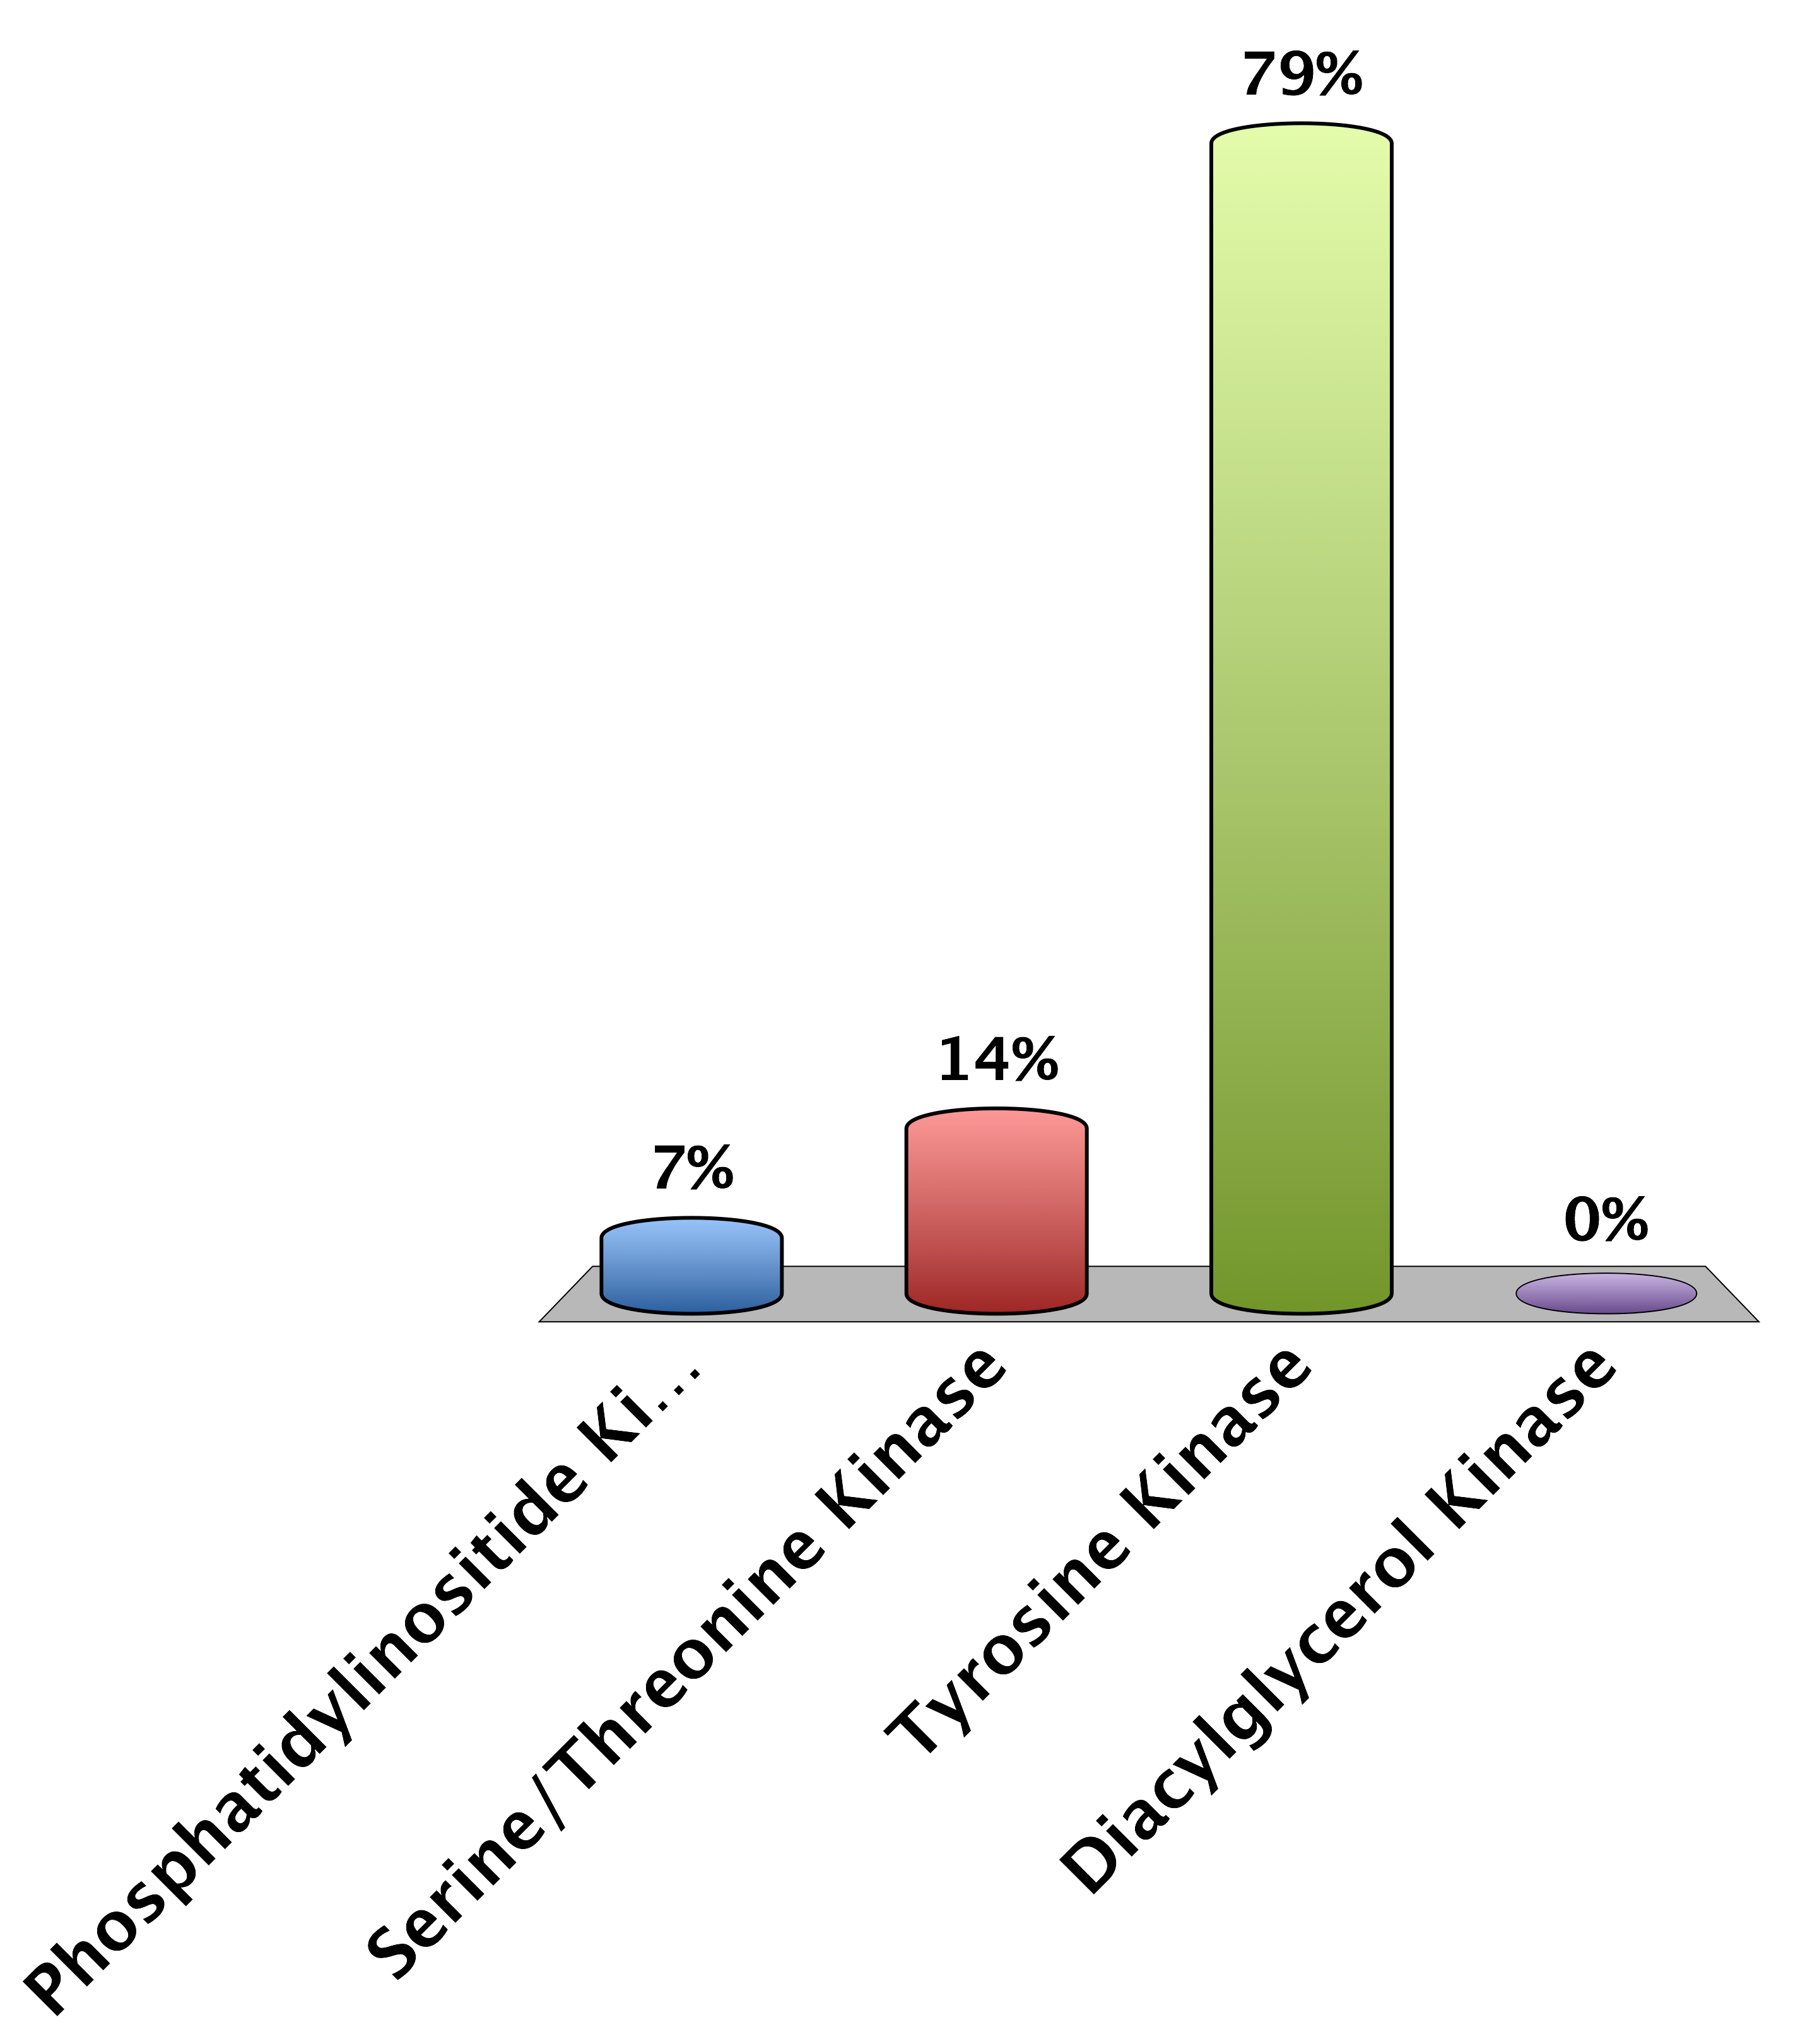 79%
14%
7%
0%
Phosphatidylinositide Ki...
Serine/Threonine Kinase
Tyrosine Kinase
Diacylglycerol Kinase